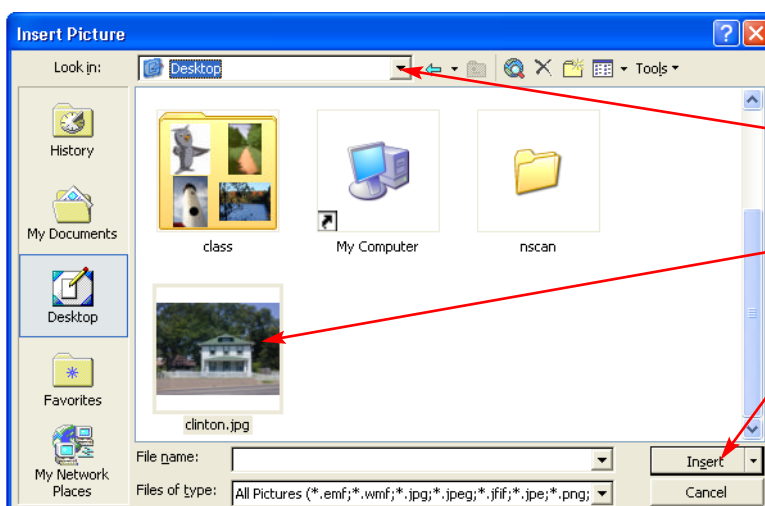 Insert Picture
Look in:
Desktop
Tools
History
My Documents
Desktop
Favorites
My Network
Places
class
My Computer
nscan
clinton.jpg
File name:
Insert
Files of type:
All Pictures (*.emf;*.wmf;*.jpg;*.jpeg;*.jfif;*.jpe;*.png;
Cancel